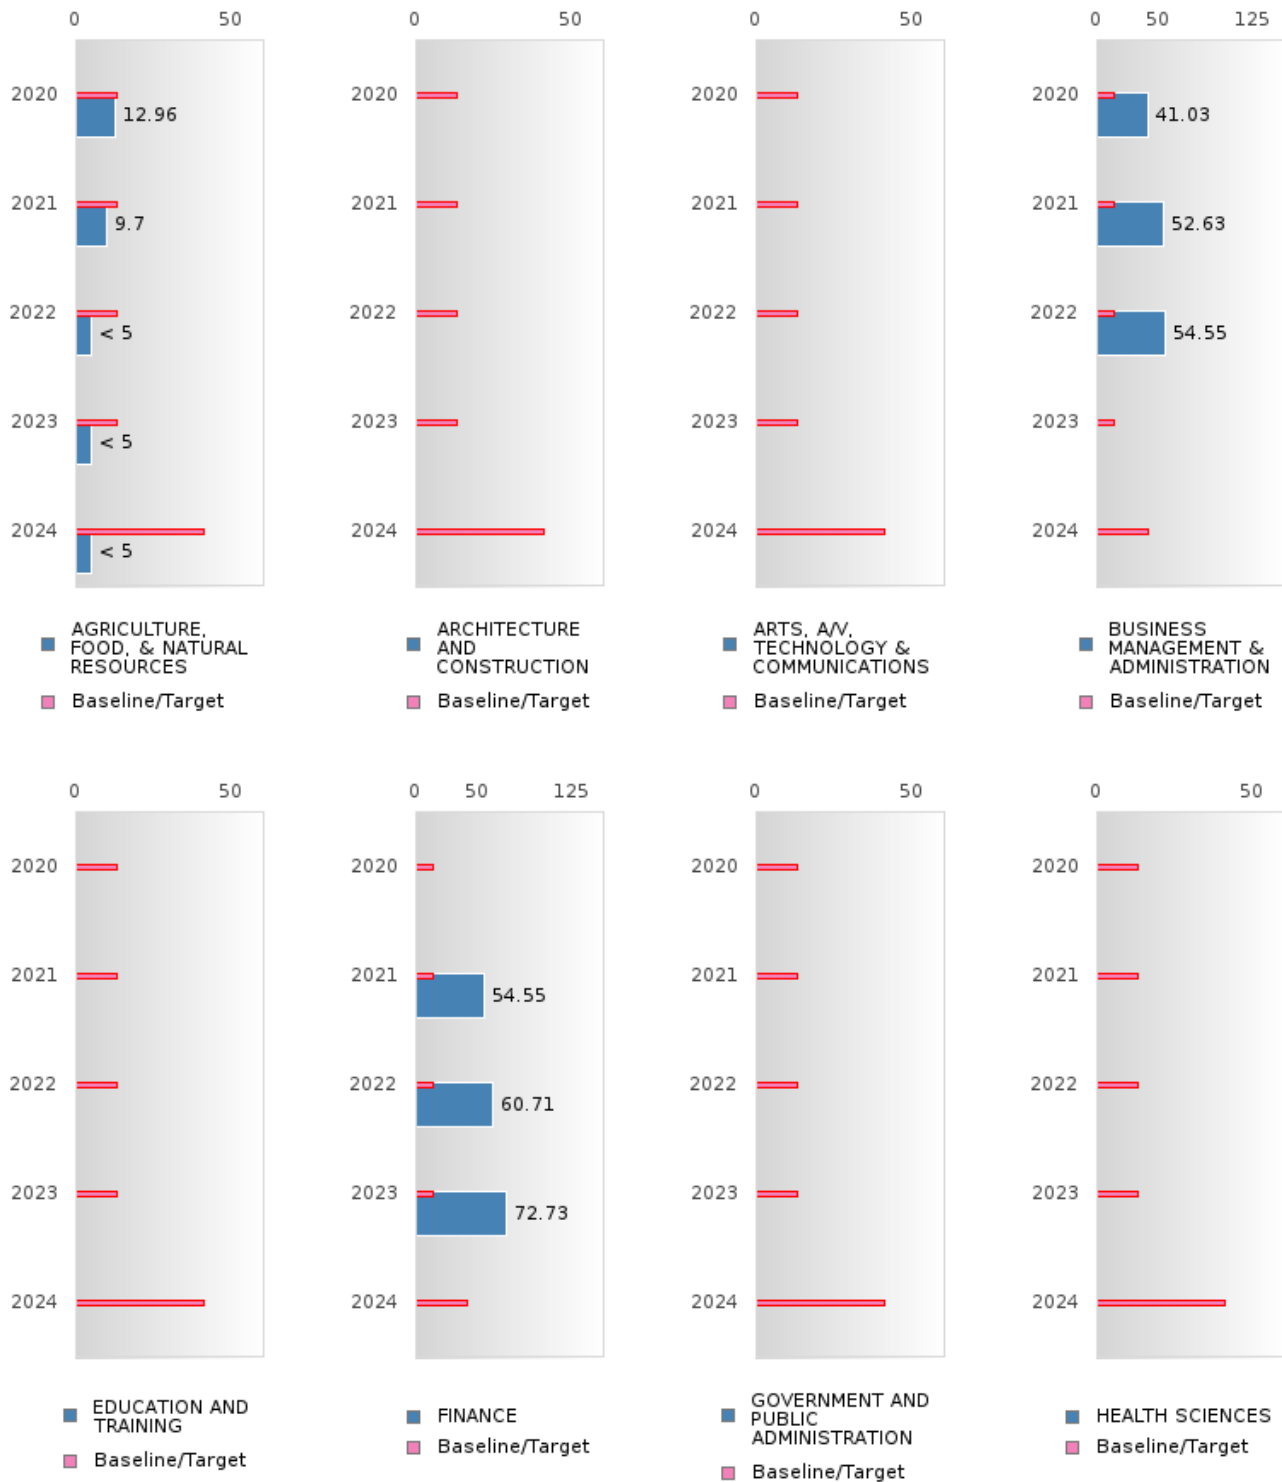 0 50
2020 12.96
2021 9.7
2022 < 5
2023 < 5
2024 < 5
AGRICULTURE,
FOOD, & NATURAL
RESOURCES
Baseline/Target
0 50
2020
2021
2022
2023
2024
ARCHITECTURE
AND
CONSTRUCTION
Baseline/Target
0 50
2020
2021
2022
2023
2024
ARTS, A/V,
TECHNOLOGY &
COMMUNICATIONS
Baseline/Target
0 50 125
2020 41.03
2021 52.63
2022 54.55
2023
2024
BUSINESS
MANAGEMENT &
ADMINISTRATION
Baseline/Target
0 50
2020
2021
2022
2023
2024
EDUCATION AND
TRAINING
Baseline/Target
0 50 125
2020
2021 54.55
2022 60.71
2023 72.73
2024
FINANCE
Baseline/Target
0 50
2020
2021
2022
2023
2024
GOVERNMENT AND
PUBLIC
ADMINISTRATION
Baseline/Target
0 50
2020
2021
2022
2023
2024
HEALTH SCIENCES
Baseline/Target